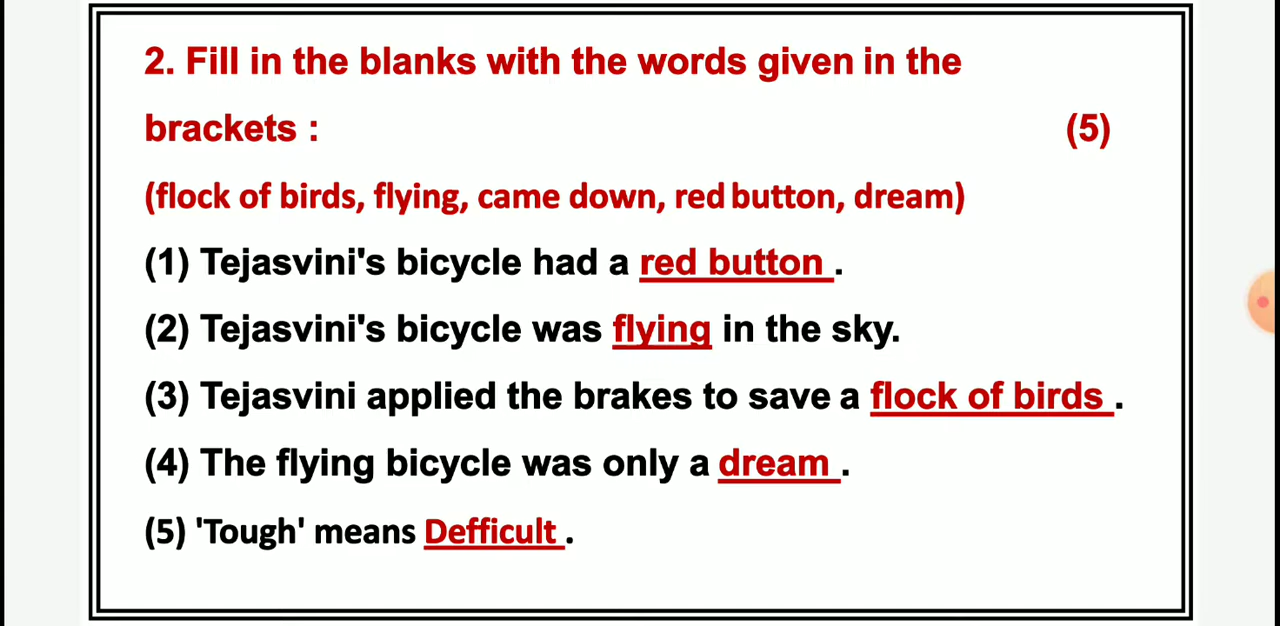 2. Fill in the blanks with the words given in the
brackets : (5)
(flock of birds, flying, came down, red button, dream)
(1) Tejasvini's bicycle had a red button .
(2) Tejasvini's bicycle was flying in the sky.
(3) Tejasvini applied the brakes to save a flock of birds .
(4) The flying bicycle was only a dream .
(5) 'Tough' means Defficult .